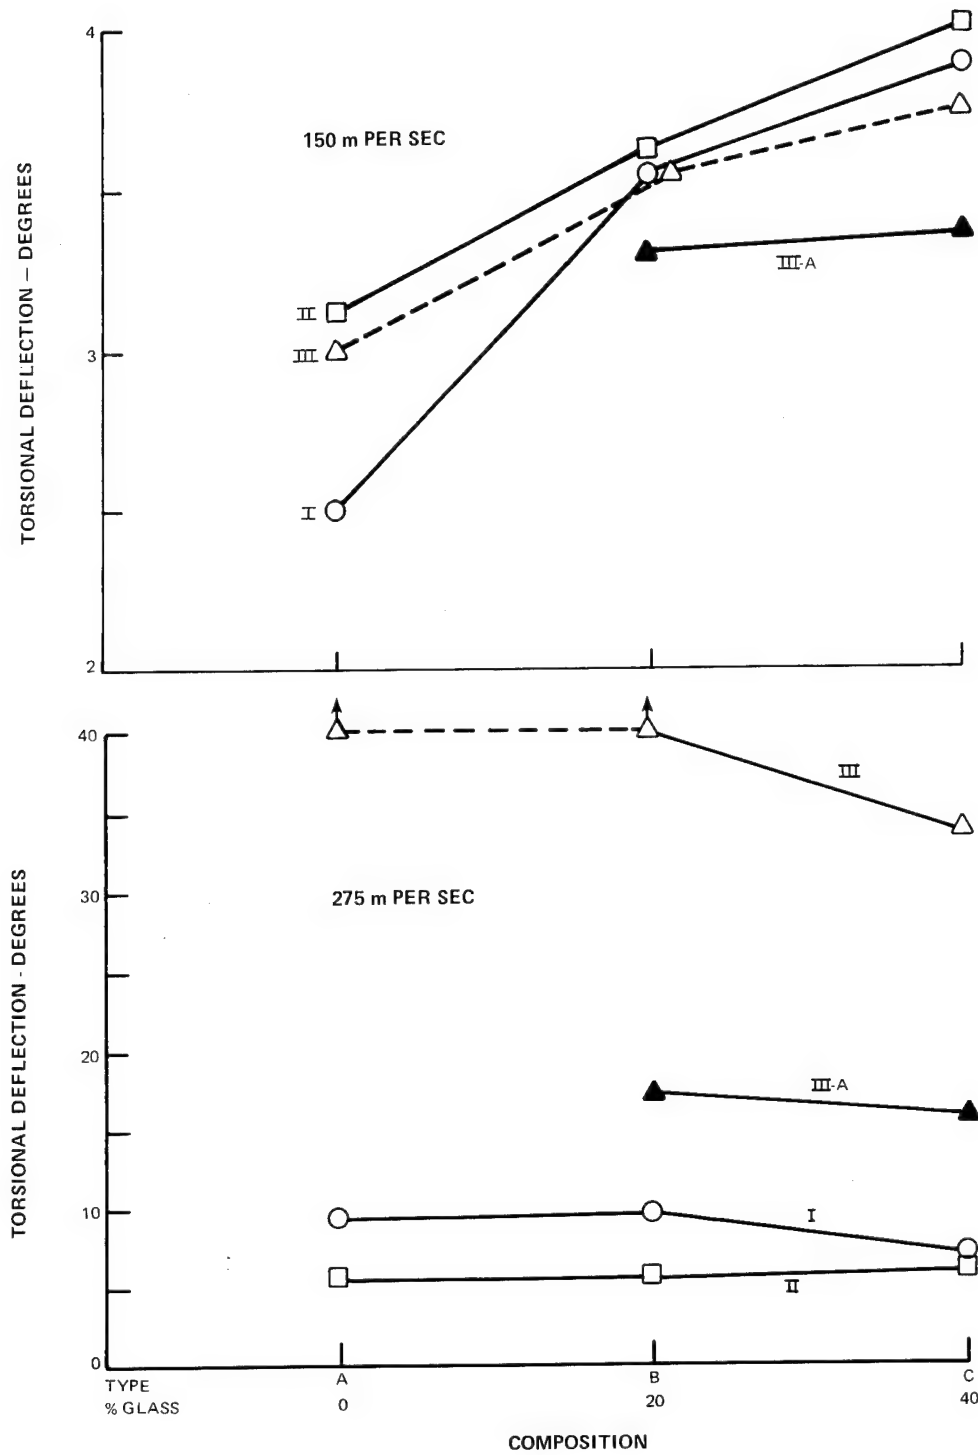 4
150 m PER SEC
TORSIONAL DEFLECTION – DEGREES
III-A
II
III
3
I
2
40
III
30
275 m PER SEC
TORSIONAL DEFLECTION - DEGREES
20
III-A
10
I
II
0
TYPE A B C
% GLASS 0 20 40
COMPOSITION